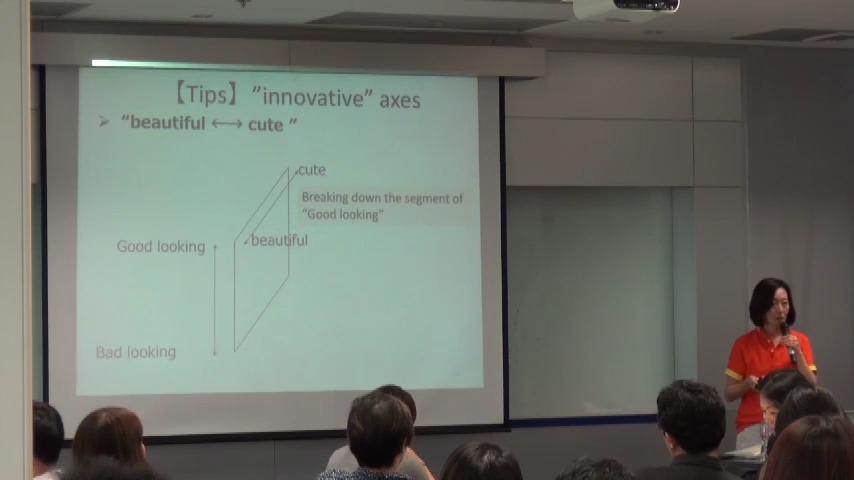 【Tips】 ”innovative” axes
➢ “beautiful ⟷ cute ”
cute
Breaking down the segment of
“Good looking”
beautiful
Good looking
Bad looking